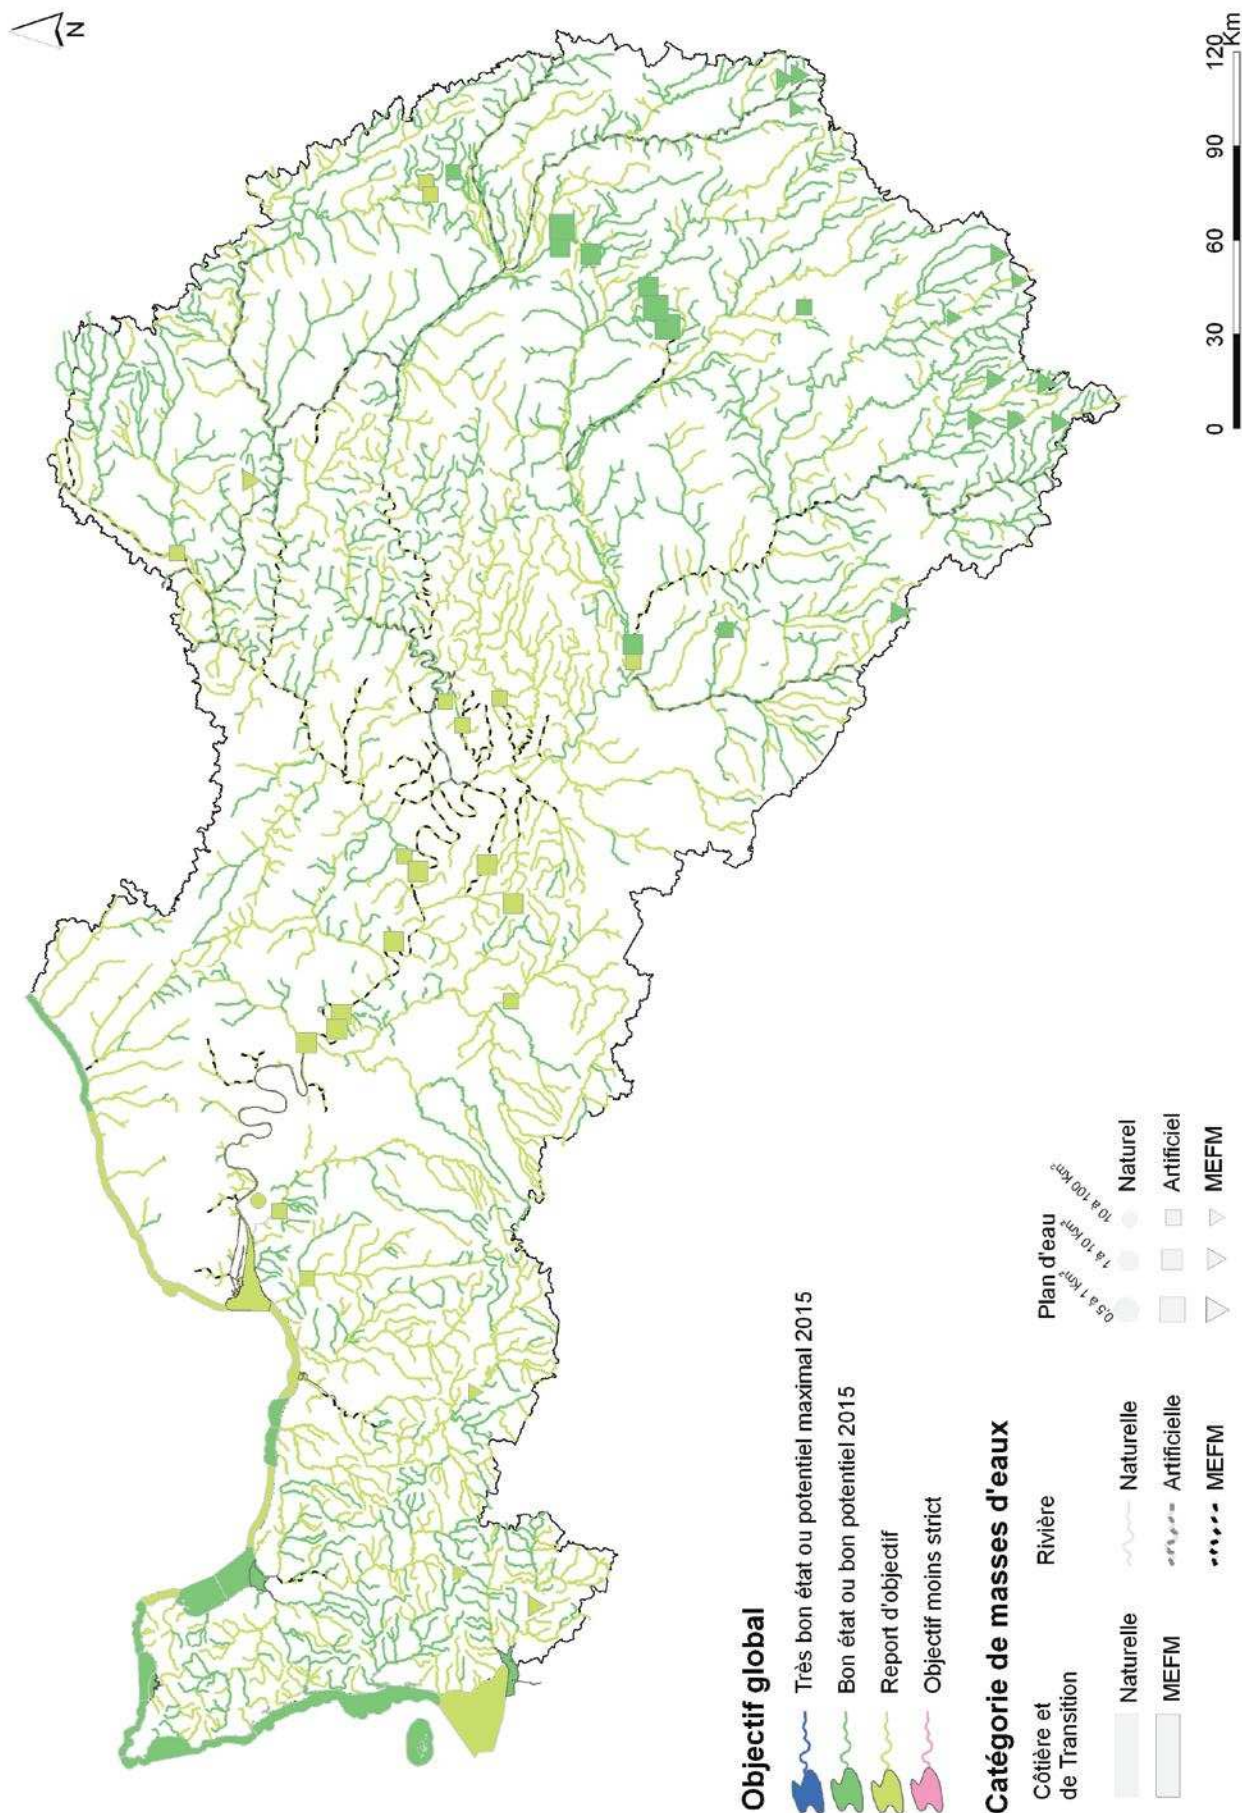 N
Objectif global
Très bon état ou potentiel maximal 2015
Bon état ou bon potentiel 2015
Report d'objectif
Objectif moins strict
Catégorie de masses d'eaux
Côtière et
de Transition
Naturelle
MEFM
Rivière
Naturelle
Artificielle
MEFM
Plan d'eau
0,5 à 1 Km²
1 à 10 Km²
10 à 100 Km²
Naturel
Artificiel
MEFM
0 30 60 90 120
Km